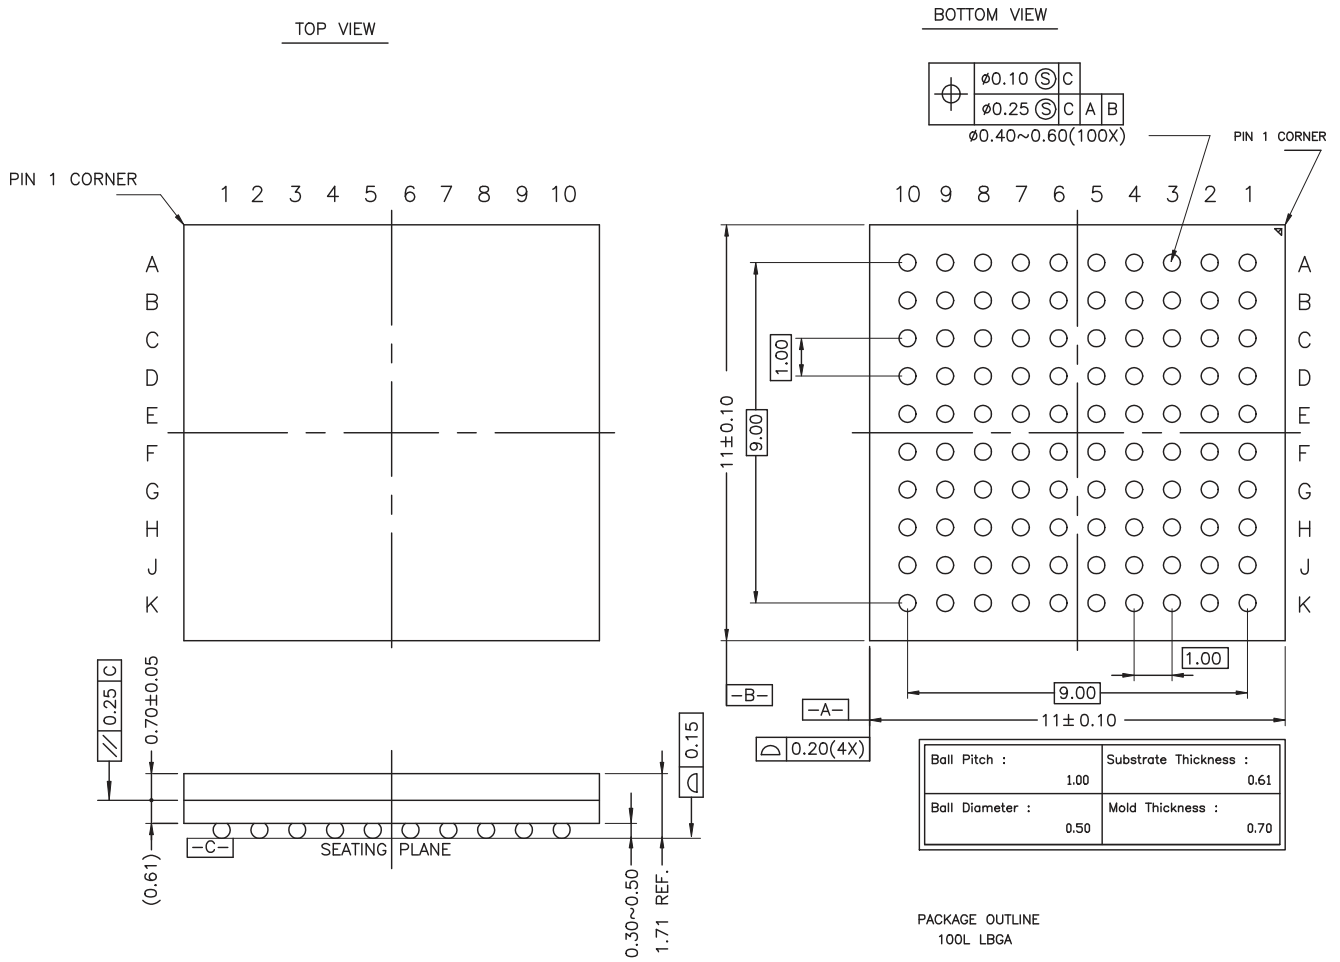 TOP VIEW
BOTTOM VIEW
ø0.10 Ⓢ C
ø0.25 Ⓢ C A B
ø0.40~0.60(100X)
PIN 1 CORNER
PIN 1 CORNER
1 2 3 4 5 6 7 8 9 10
10 9 8 7 6 5 4 3 2 1
A
B
C
D
E
F
G
H
J
K
A
B
C
D
E
F
G
H
J
K
1.00
9.00
11±0.10
1.00
9.00
11±0.10
-B-
-A-
⌓ 0.20(4X)
// 0.25 C
0.70±0.05
(0.61)
-C-
SEATING PLANE
0.30~0.50
1.71 REF.
⌓ 0.15
Ball Pitch :
1.00
Substrate Thickness :
0.61
Ball Diameter :
0.50
Mold Thickness :
0.70
PACKAGE OUTLINE
100L LBGA